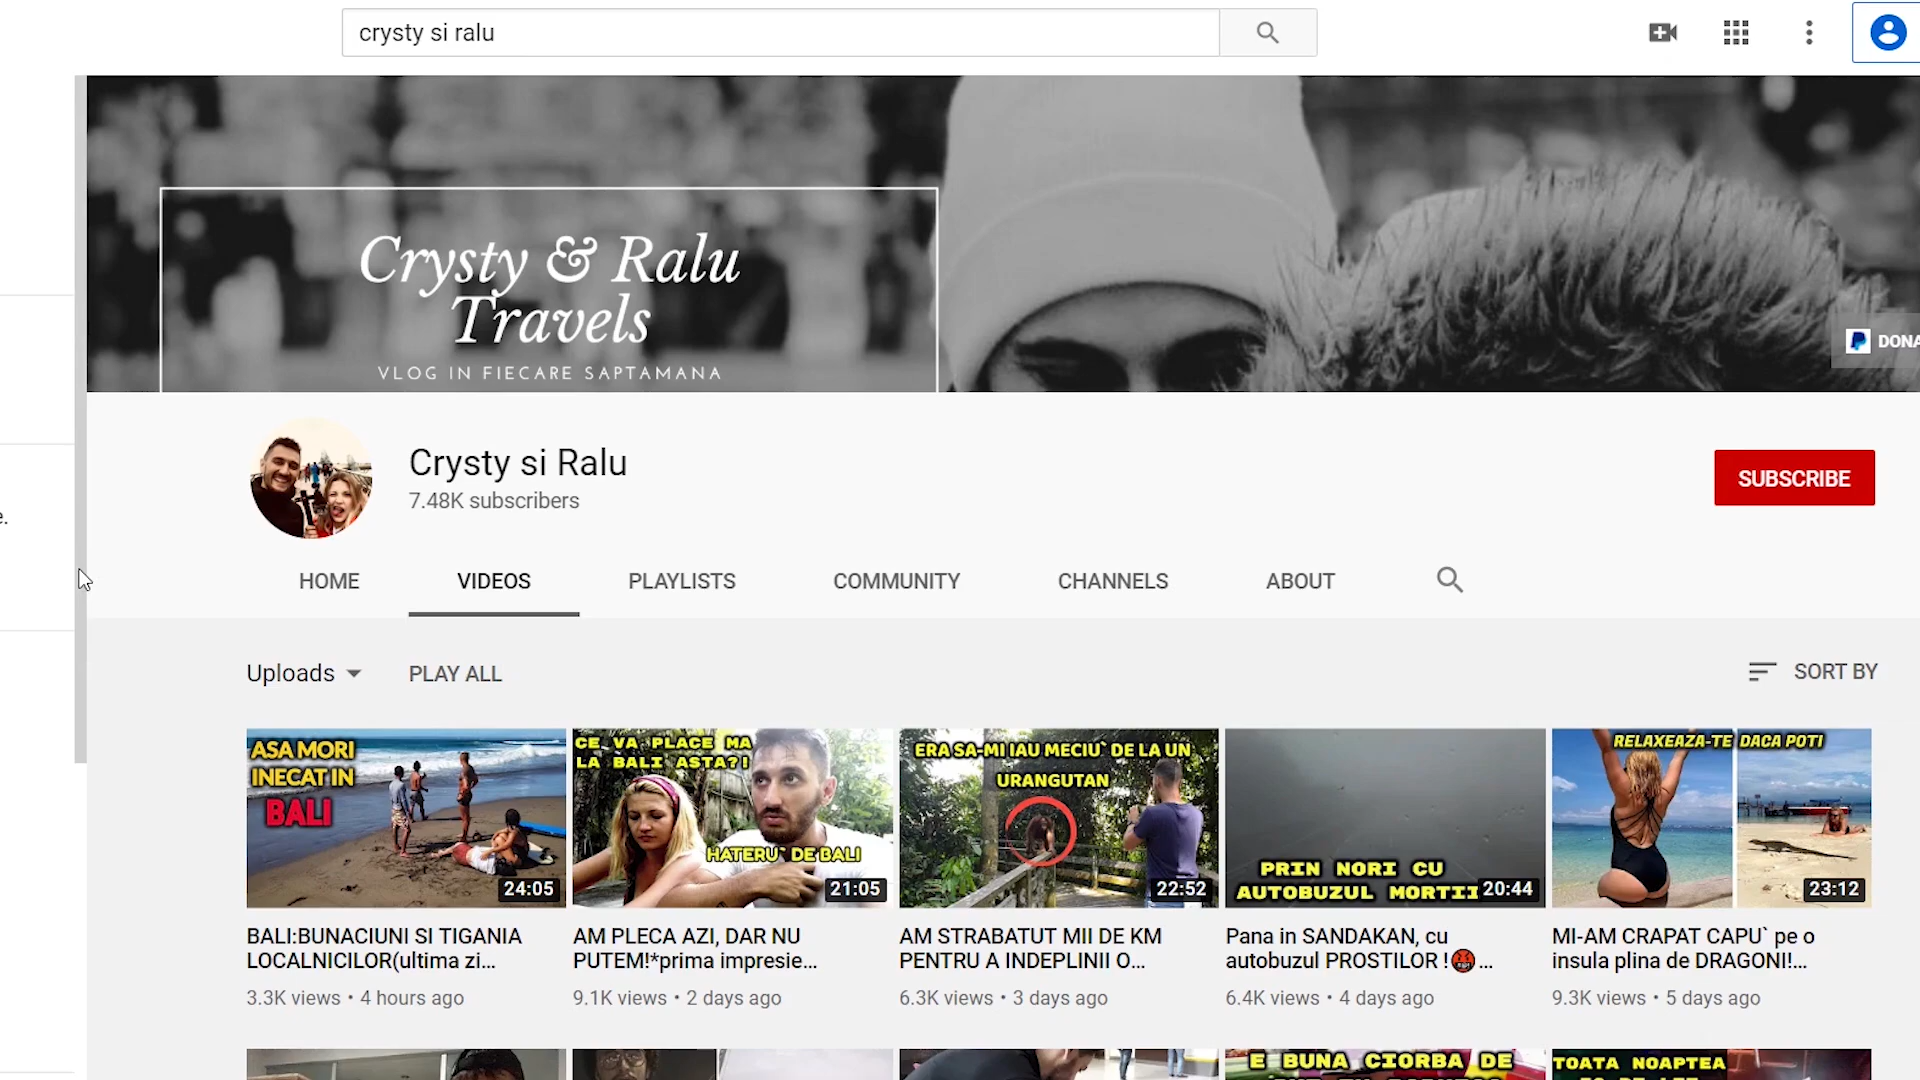 crysty si ralu
Crysty & Ralu
Travels
VLOG IN FIECARE SAPTAMANA
DONA
Crysty si Ralu
7.48K subscribers
SUBSCRIBE
e.
HOME
VIDEOS
PLAYLISTS
COMMUNITY
CHANNELS
ABOUT
Uploads
PLAY ALL
SORT BY
ASA MORI
INECAT IN
BALI
24:05
CE VA PLACE MA
LA BALI ASTA?!
HATERU` DE BALI
21:05
ERA SA-MI IAU MECIU` DE LA UN
URANGUTAN
22:52
PRIN NORI CU
AUTOBUZUL MORTII
20:44
RELAXEAZA-TE DACA POTI
23:12
BALI:BUNACIUNI SI TIGANIA
LOCALNICILOR(ultima zi...
3.3K views • 4 hours ago
AM PLECA AZI, DAR NU
PUTEM!*prima impresie...
9.1K views • 2 days ago
AM STRABATUT MII DE KM
PENTRU A INDEPLINII O...
6.3K views • 3 days ago
Pana in SANDAKAN, cu
autobuzul PROSTILOR !🤬...
6.4K views • 4 days ago
MI-AM CRAPAT CAPU` pe o
insula plina de DRAGONI!...
9.3K views • 5 days ago
E BUNA CIORBA DE
TOATA NOAPTEA